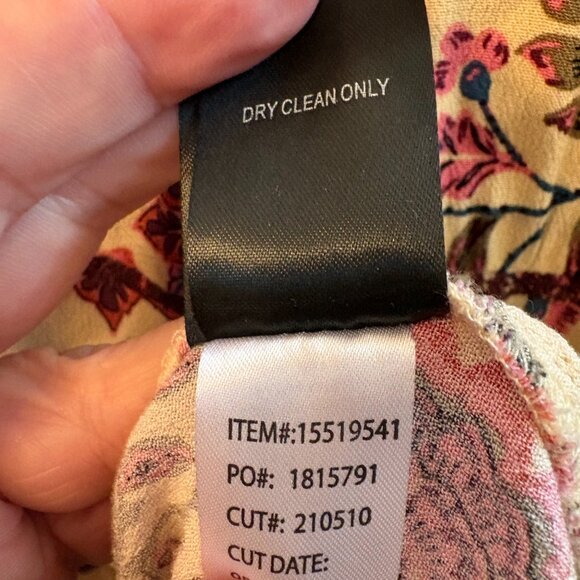 DRY CLEAN ONLY
ITEM#:15519541
PO#: 1815791
CUT#: 210510
CUT DATE: